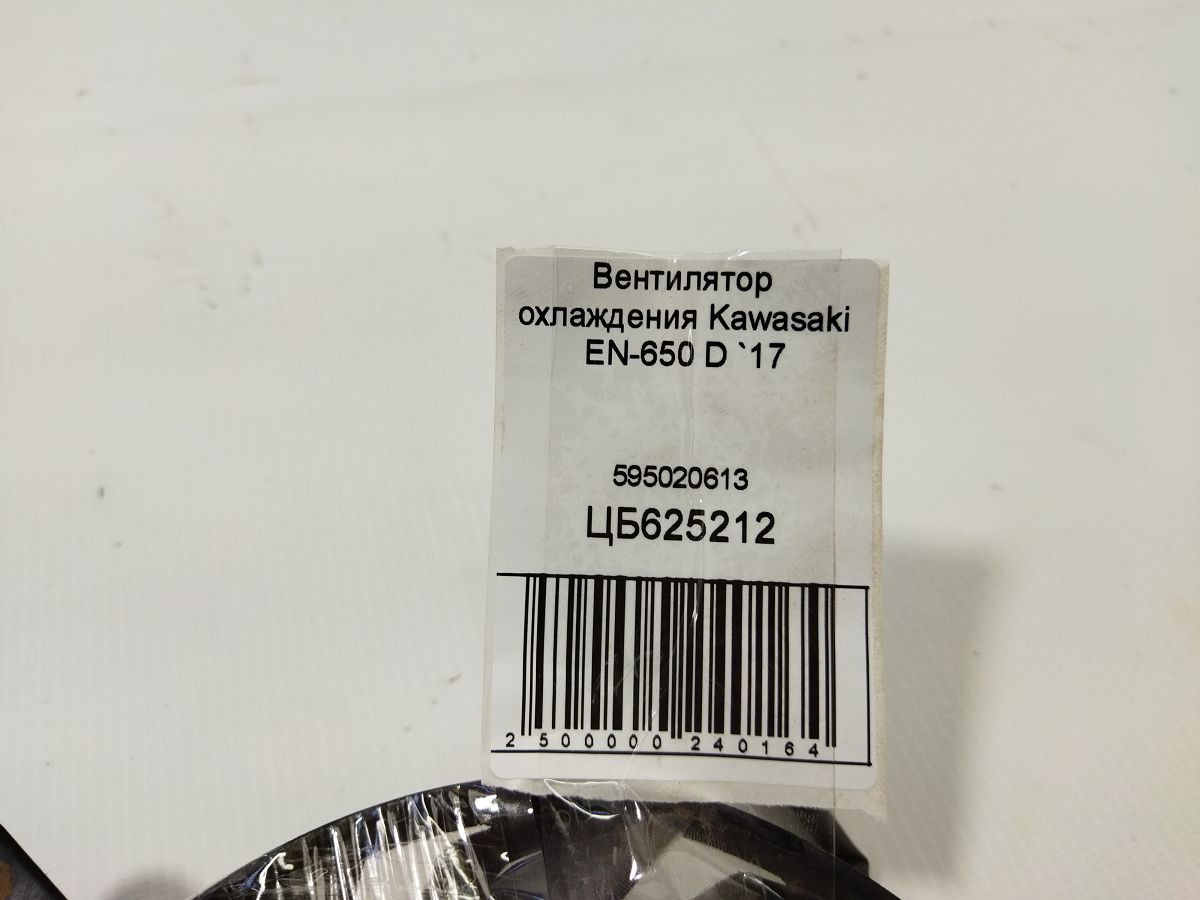 Вентилятор
охлаждения Kawasaki
EN-650 D `17
595020613
ЦБ625212
2 500000 240164